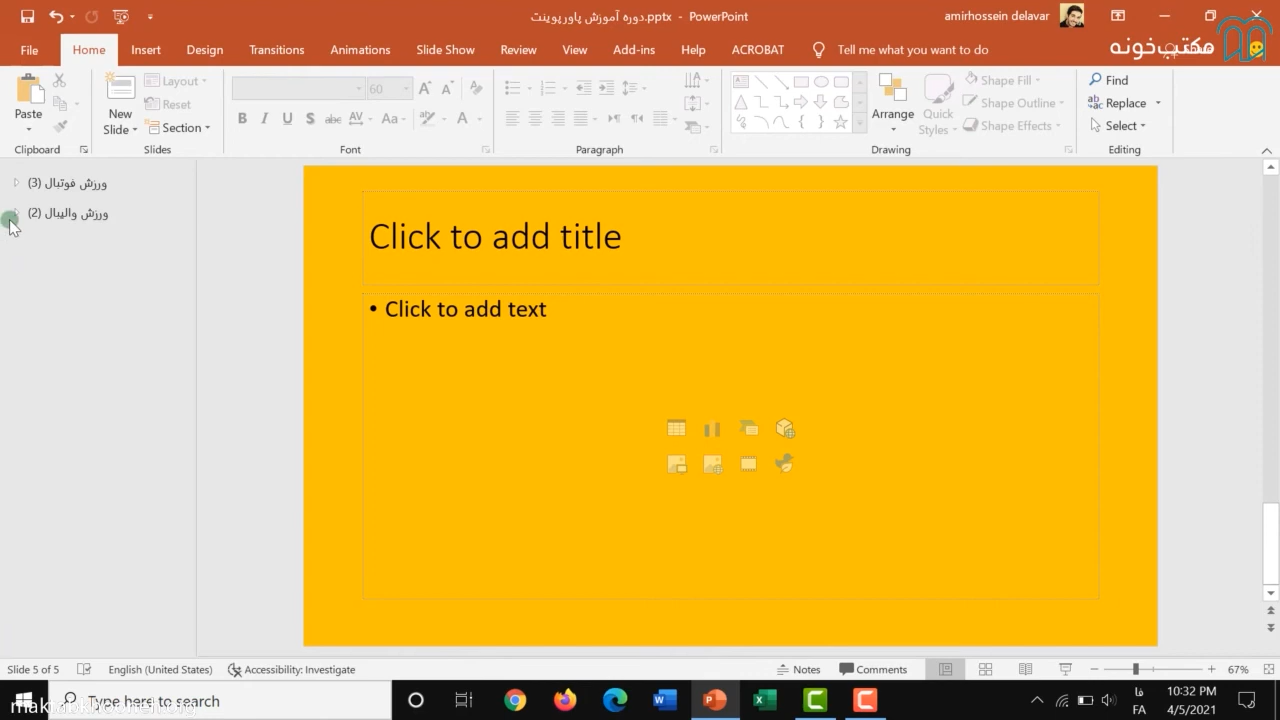 دوره آموزش پاورپوینت.pptx - PowerPoint
amirhossein delavar
File Home Insert Design Transitions Animations Slide Show Review View Add-ins Help ACROBAT Tell me what you want to do
مکتب‌خونه
Paste
New Slide
Layout
Reset
Section
60
B I U S abc AV Aa A
Arrange
Quick Styles
Shape Fill
Shape Outline
Shape Effects
Find
Replace
Select
Clipboard Slides Font Paragraph Drawing Editing
ورزش فوتبال (3)
ورزش والیبال (2)
Click to add title
• Click to add text
Slide 5 of 5 English (United States) Accessibility: Investigate Notes Comments 67%
Type here to search
فا
FA
10:32 PM
4/5/2021